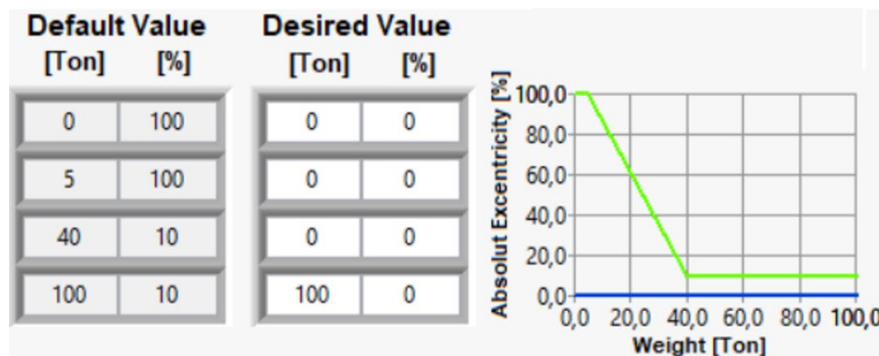 Default Value Desired Value
[Ton] [%] [Ton] [%]
0 100 0 0
5 100 0 0
40 10 0 0
100 10 100 0
Absolut Excentricity [%]
100,0
80,0
60,0
40,0
20,0
0,0
0,0 20,0 40,0 60,0 80,0 100,0
Weight [Ton]